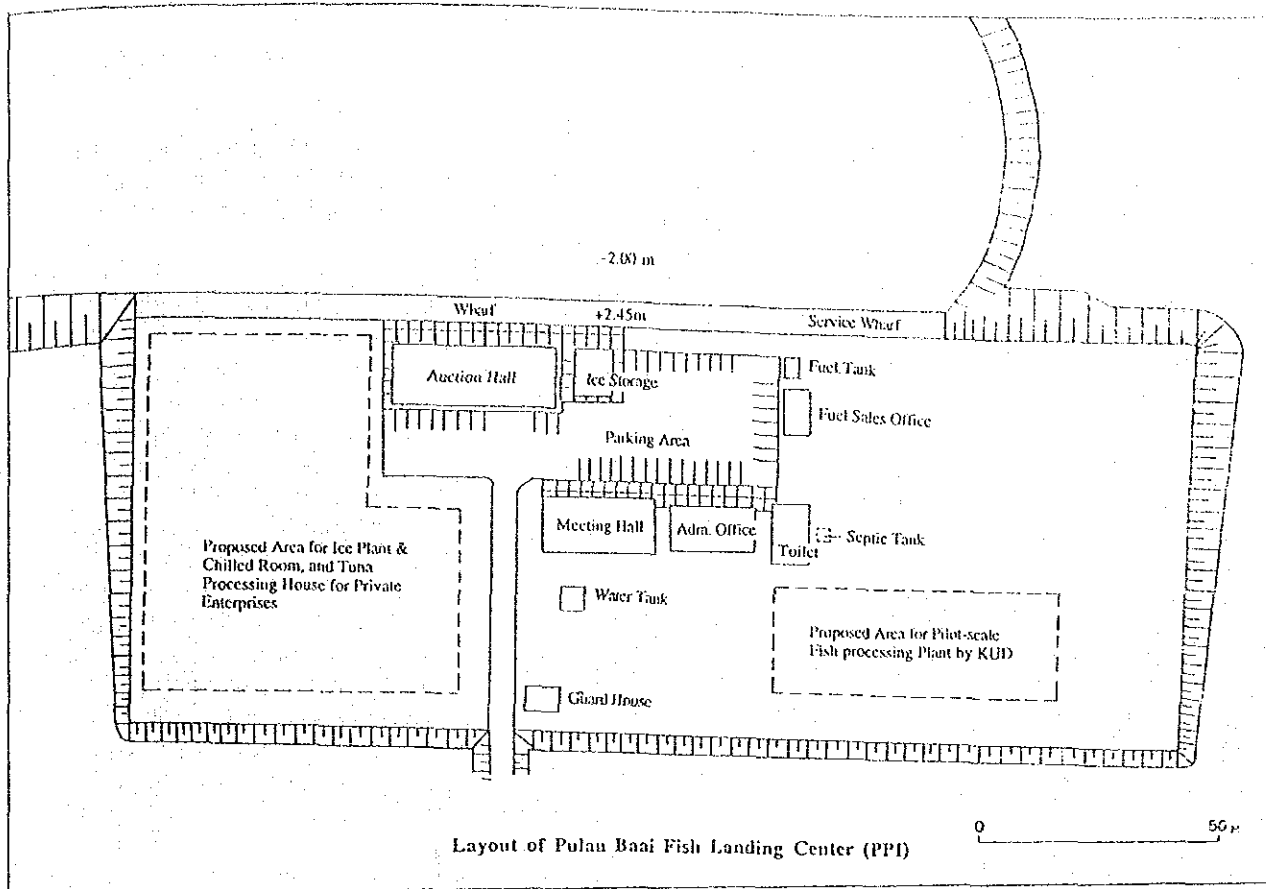 -2.00 m
Wharf
+2.45m
Service Wharf
Auction Hall
Ice Storage
Fuel Tank
Fuel Sales Office
Parking Area
Meeting Hall
Adm. Office
Toilet
Septic Tank
Proposed Area for Ice Plant &
Chilled Room, and Tuna
Processing House for Private
Enterprises
Water Tank
Proposed Area for Pilot-scale
Fish processing Plant by KUD
Guard House
0
50 M
Layout of Pulau Baai Fish Landing Center (PPI)